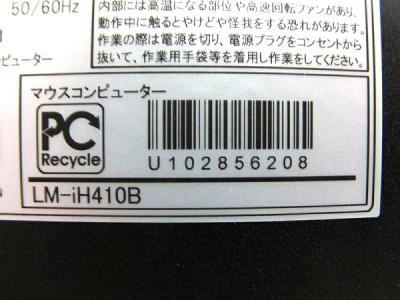 50/60Hz
内部には高温になる部位や高速回転ファンがあり、
動作中に触るとやけどや怪我をする恐れがあります。
作業の際は電源を切り、電源プラグをコンセントから
抜いて、作業用手袋等を着用し作業をしてください。
ピューター
マウスコンピューター
PC
Recycle
U102856208
LM-iH410B